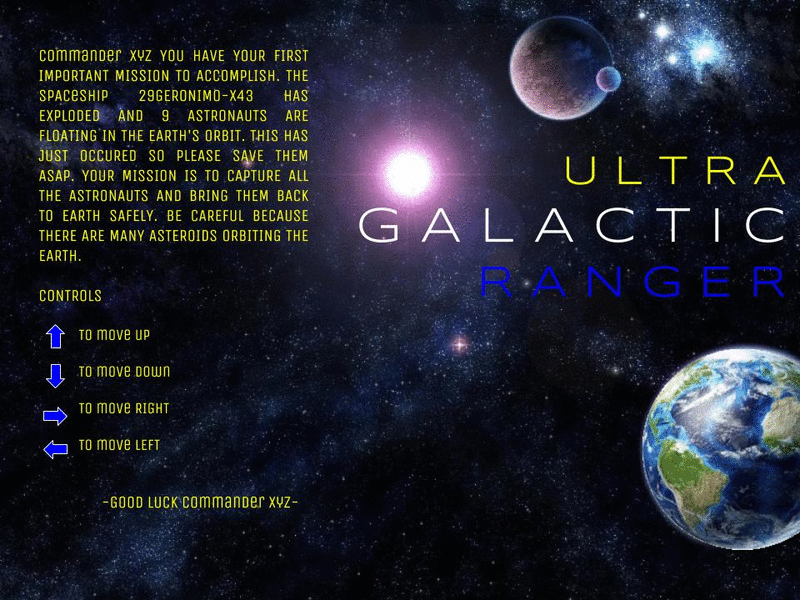 Commander XYZ YOU HAVE YOUR FIRST
IMPORTANT MISSION TO ACCOMPLISH. THE
SPACESHIP 29GERONIMO-X43 HAS
EXPLODED AND 9 ASTRONAUTS ARE
FLOATING IN THE EARTH'S ORBIT. THIS HAS
JUST OCCURED SO PLEASE SAVE THEM
ASAP. YOUR MISSION IS TO CAPTURE ALL
THE ASTRONAUTS AND BRING THEM BACK
TO EARTH SAFELY. BE CAREFUL BECAUSE
THERE ARE MANY ASTEROIDS ORBITING THE
EARTH.
CONTROLS
TO MOVE UP
TO MOVE DOWN
TO MOVE RIGHT
TO MOVE LEFT
-GOOD LUCK Commander XYZ-
ULTRA
GALACTIC
RANGER